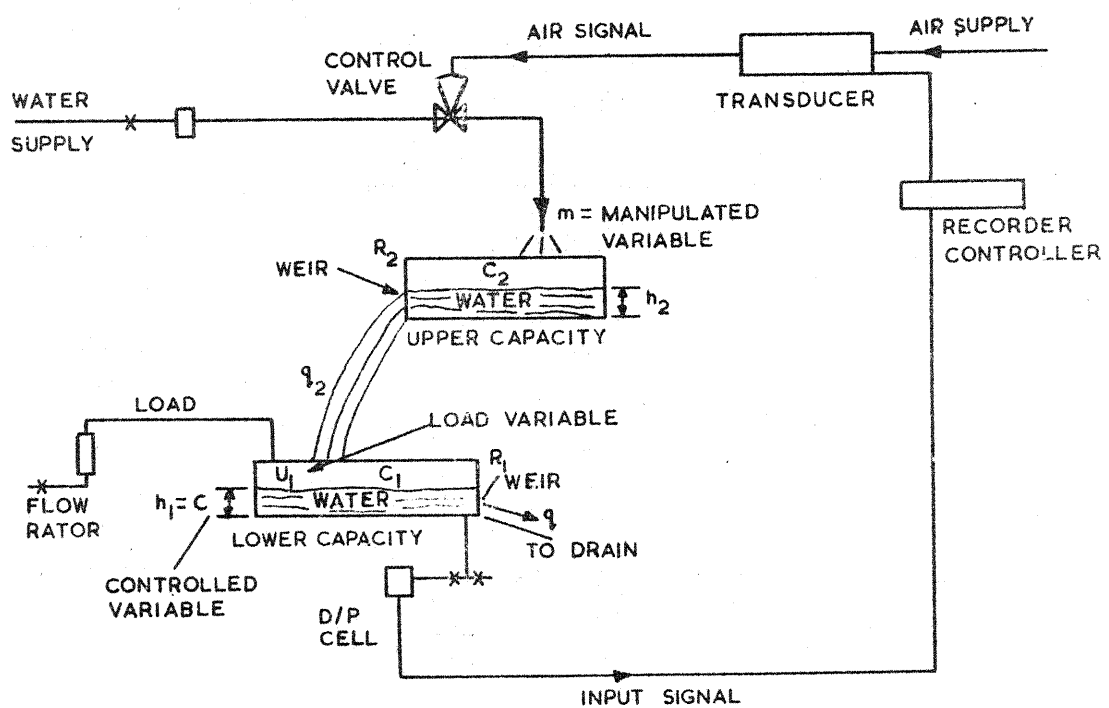 AIR SIGNAL
AIR SUPPLY
CONTROL
VALVE
TRANSDUCER
WATER
SUPPLY
m = MANIPULATED
VARIABLE
RECORDER
CONTROLLER
R2
WEIR
C2
WATER
h2
UPPER CAPACITY
q2
LOAD
LOAD VARIABLE
U1
C1
R1
WEIR
WATER
h1 = C
q
FLOW
RATOR
LOWER CAPACITY
TO DRAIN
CONTROLLED
VARIABLE
D/P
CELL
INPUT SIGNAL